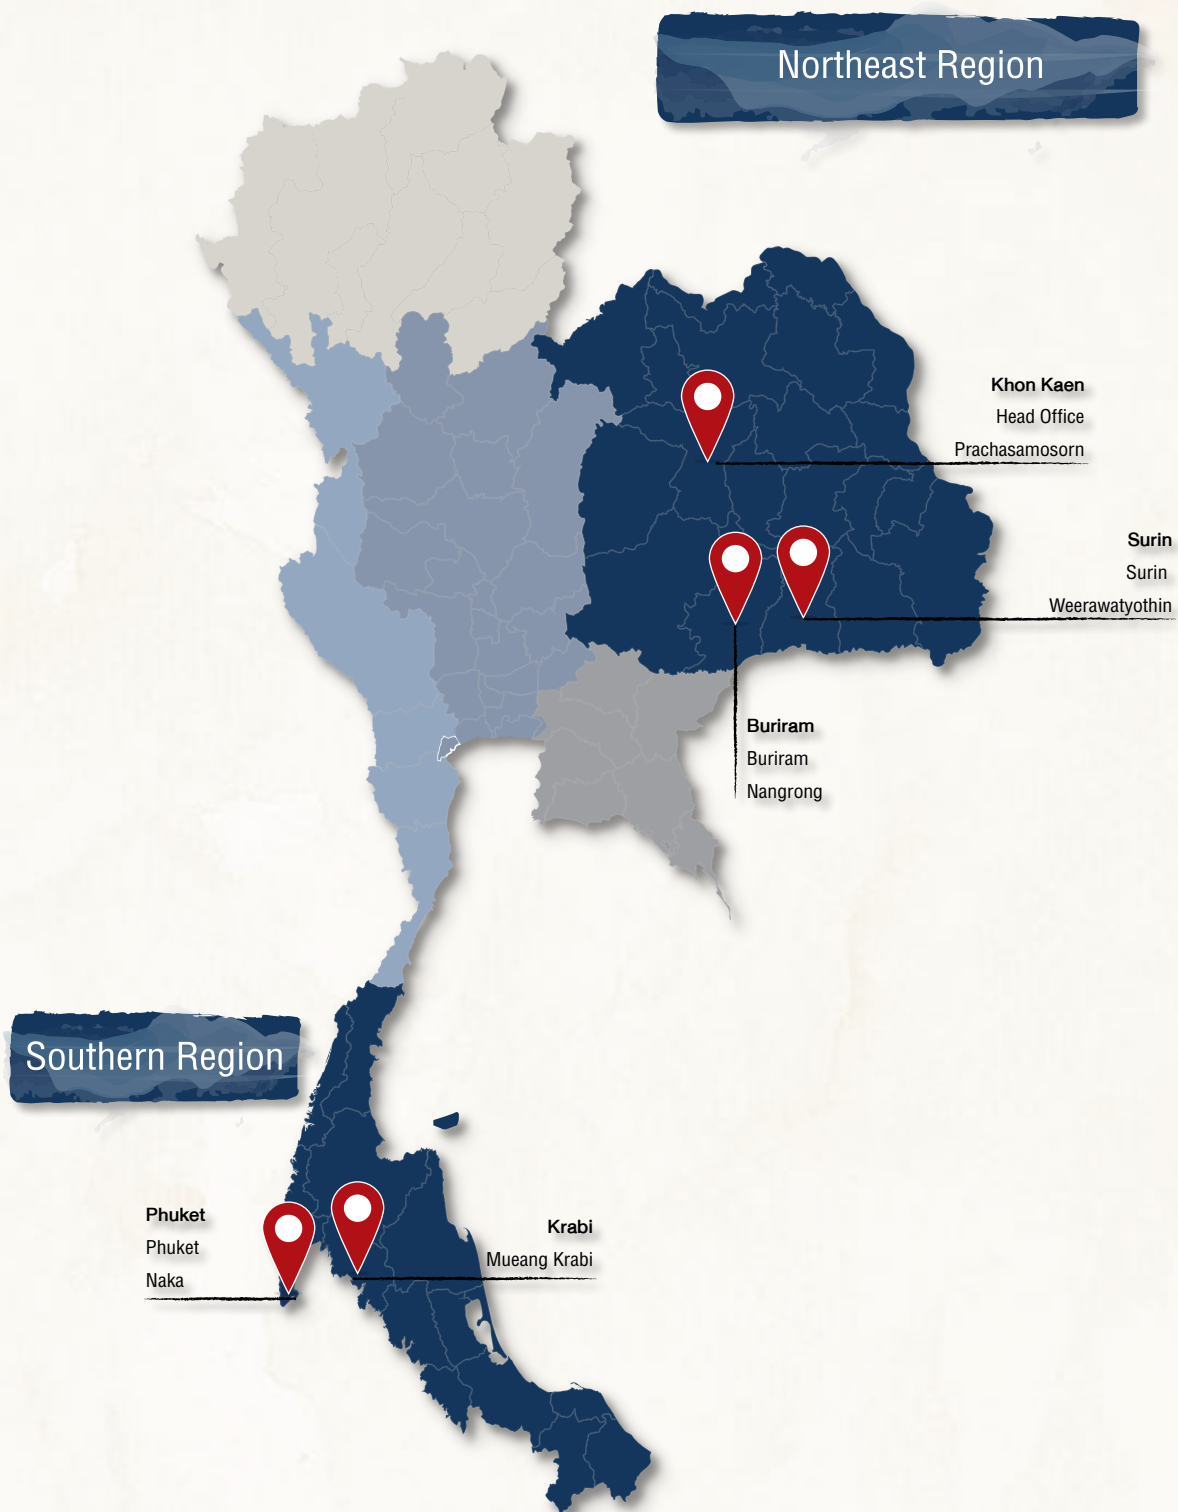 Northeast Region
Khon Kaen
Head Office
Prachasamosorn
Surin
Surin
Weerawatyothin
Buriram
Buriram
Nangrong
Southern Region
Phuket
Phuket
Naka
Krabi
Mueang Krabi